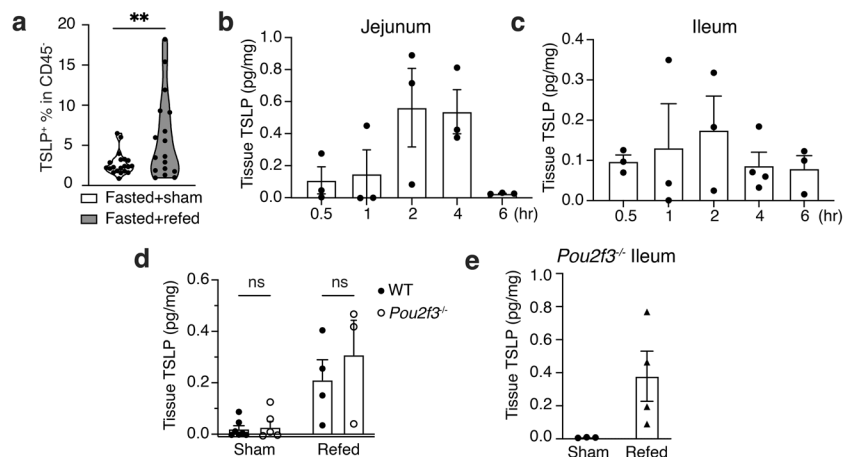 a
**
TSLP⁺ % in CD45⁻
20
15
10
5
0
Fasted+sham
Fasted+refed
b
Jejunum
Tissue TSLP (pg/mg)
1.0
0.8
0.6
0.4
0.2
0.0
0.5 1 2 4 6 (hr)
c
Ileum
Tissue TSLP (pg/mg)
0.4
0.3
0.2
0.1
0.0
0.5 1 2 4 6 (hr)
d
Tissue TSLP (pg/mg)
0.6
0.4
0.2
0.0
ns ns
WT
Pou2f3⁻/⁻
Sham Refed
e
Pou2f3⁻/⁻ Ileum
Tissue TSLP (pg/mg)
1.0
0.8
0.6
0.4
0.2
0.0
Sham Refed